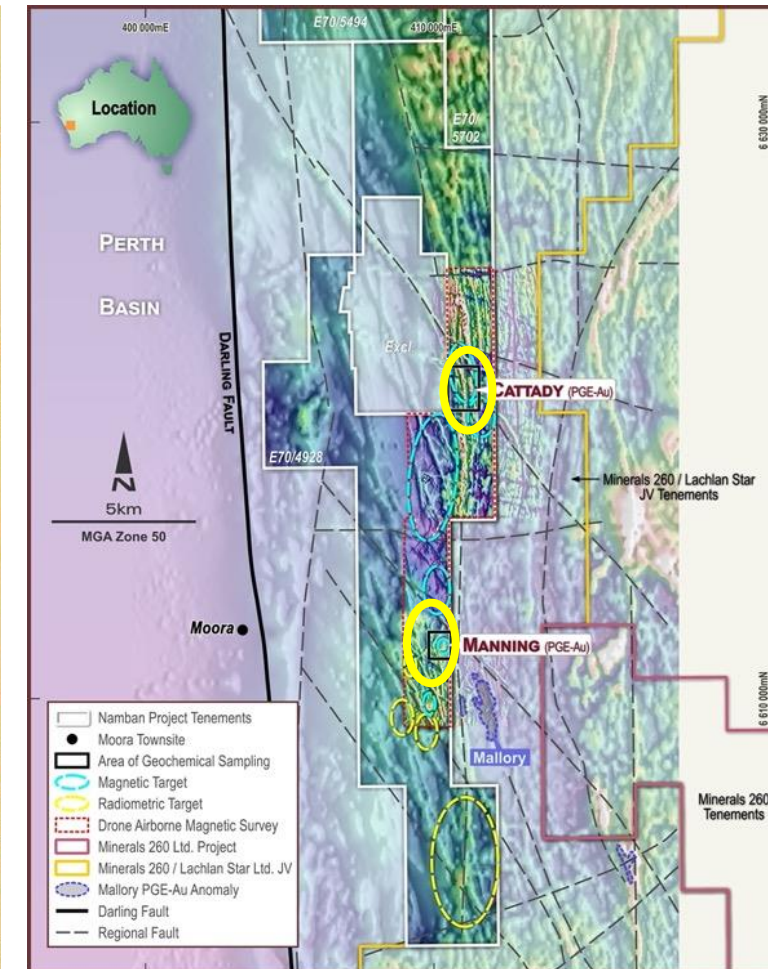 400 000mE
E70/5494
410 000mE
Location
E70/
5702
6 630 000mN
PERTH
BASIN
DARLING FAULT
Excl
CATTADY (PGE-Au)
E70/4928
Minerals 260 / Lachlan Star
JV Tenements
N
5km
MGA Zone 50
Moora
MANNING (PGE-Au)
6 610 000mN
Mallory
Minerals 260
Tenements
Namban Project Tenements
Moora Townsite
Area of Geochemical Sampling
Magnetic Target
Radiometric Target
Drone Airborne Magnetic Survey
Minerals 260 Ltd. Project
Minerals 260 / Lachlan Star Ltd. JV
Mallory PGE-Au Anomaly
Darling Fault
Regional Fault